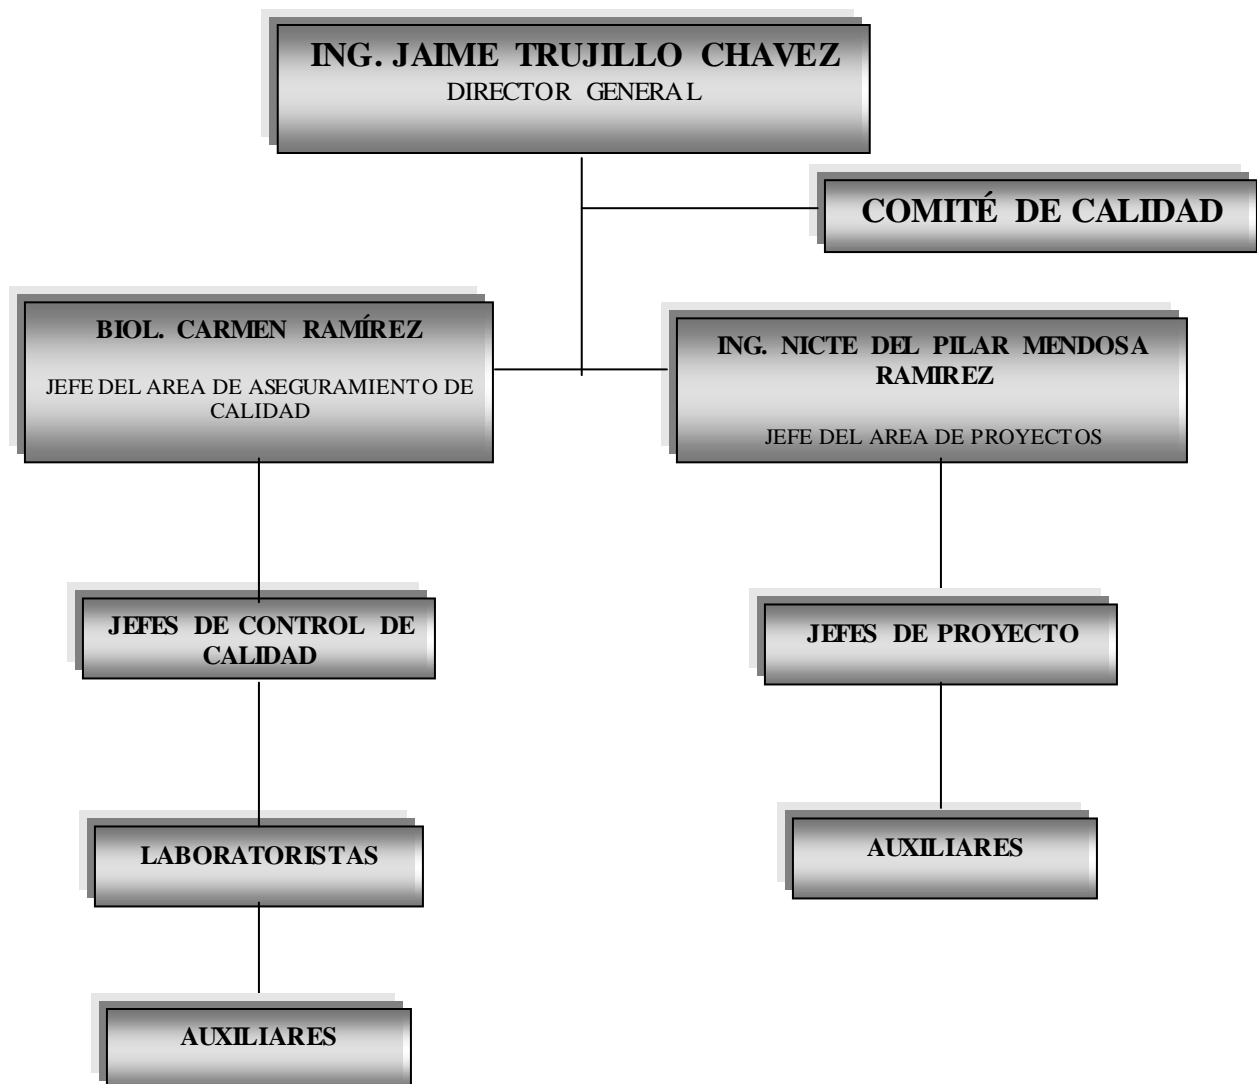 ING. JAIME TRUJILLO CHAVEZ
DIRECTOR GENERAL
COMITÉ DE CALIDAD
BIOL. CARMEN RAMÍREZ
JEFE DEL AREA DE ASEGURAMIENTO DE
CALIDAD
ING. NICTE DEL PILAR MENDOSA
RAMIREZ
JEFE DEL AREA DE PROYECTOS
JEFES DE CONTROL DE
CALIDAD
JEFES DE PROYECTO
LABORATORISTAS
AUXILIARES
AUXILIARES